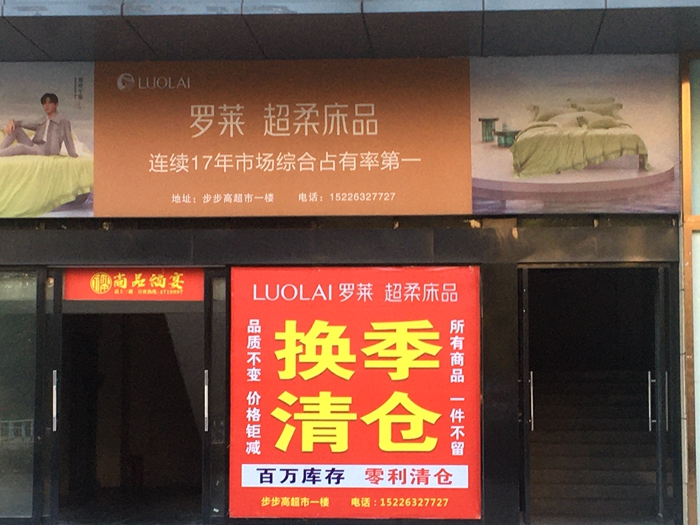 LUOLAI
罗莱 超柔床品
连续17年市场综合占有率第一
地址：步步高超市一楼 电话：15226327727
尚品福宴
LUOLAI 罗莱 超柔床品
品质不变 价格钜减
换季
清仓
所有商品 一件不留
百万库存 零利清仓
步步高超市一楼 电话：15226327727